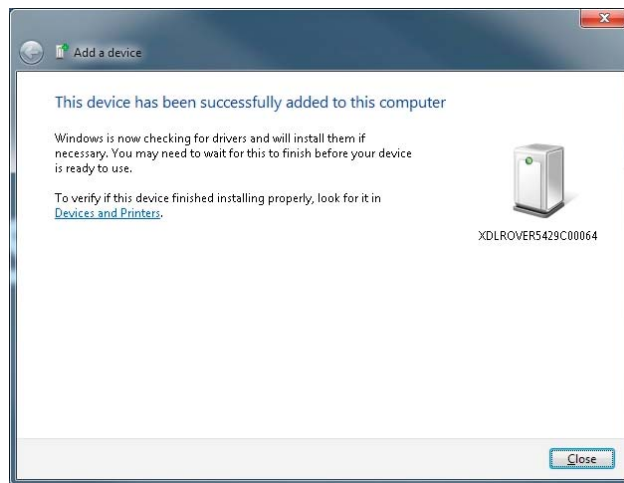 Add a device
This device has been successfully added to this computer
Windows is now checking for drivers and will install them if
necessary. You may need to wait for this to finish before your device
is ready to use.
To verify if this device finished installing properly, look for it in
Devices and Printers.
XDLROVER5429C00064
Close